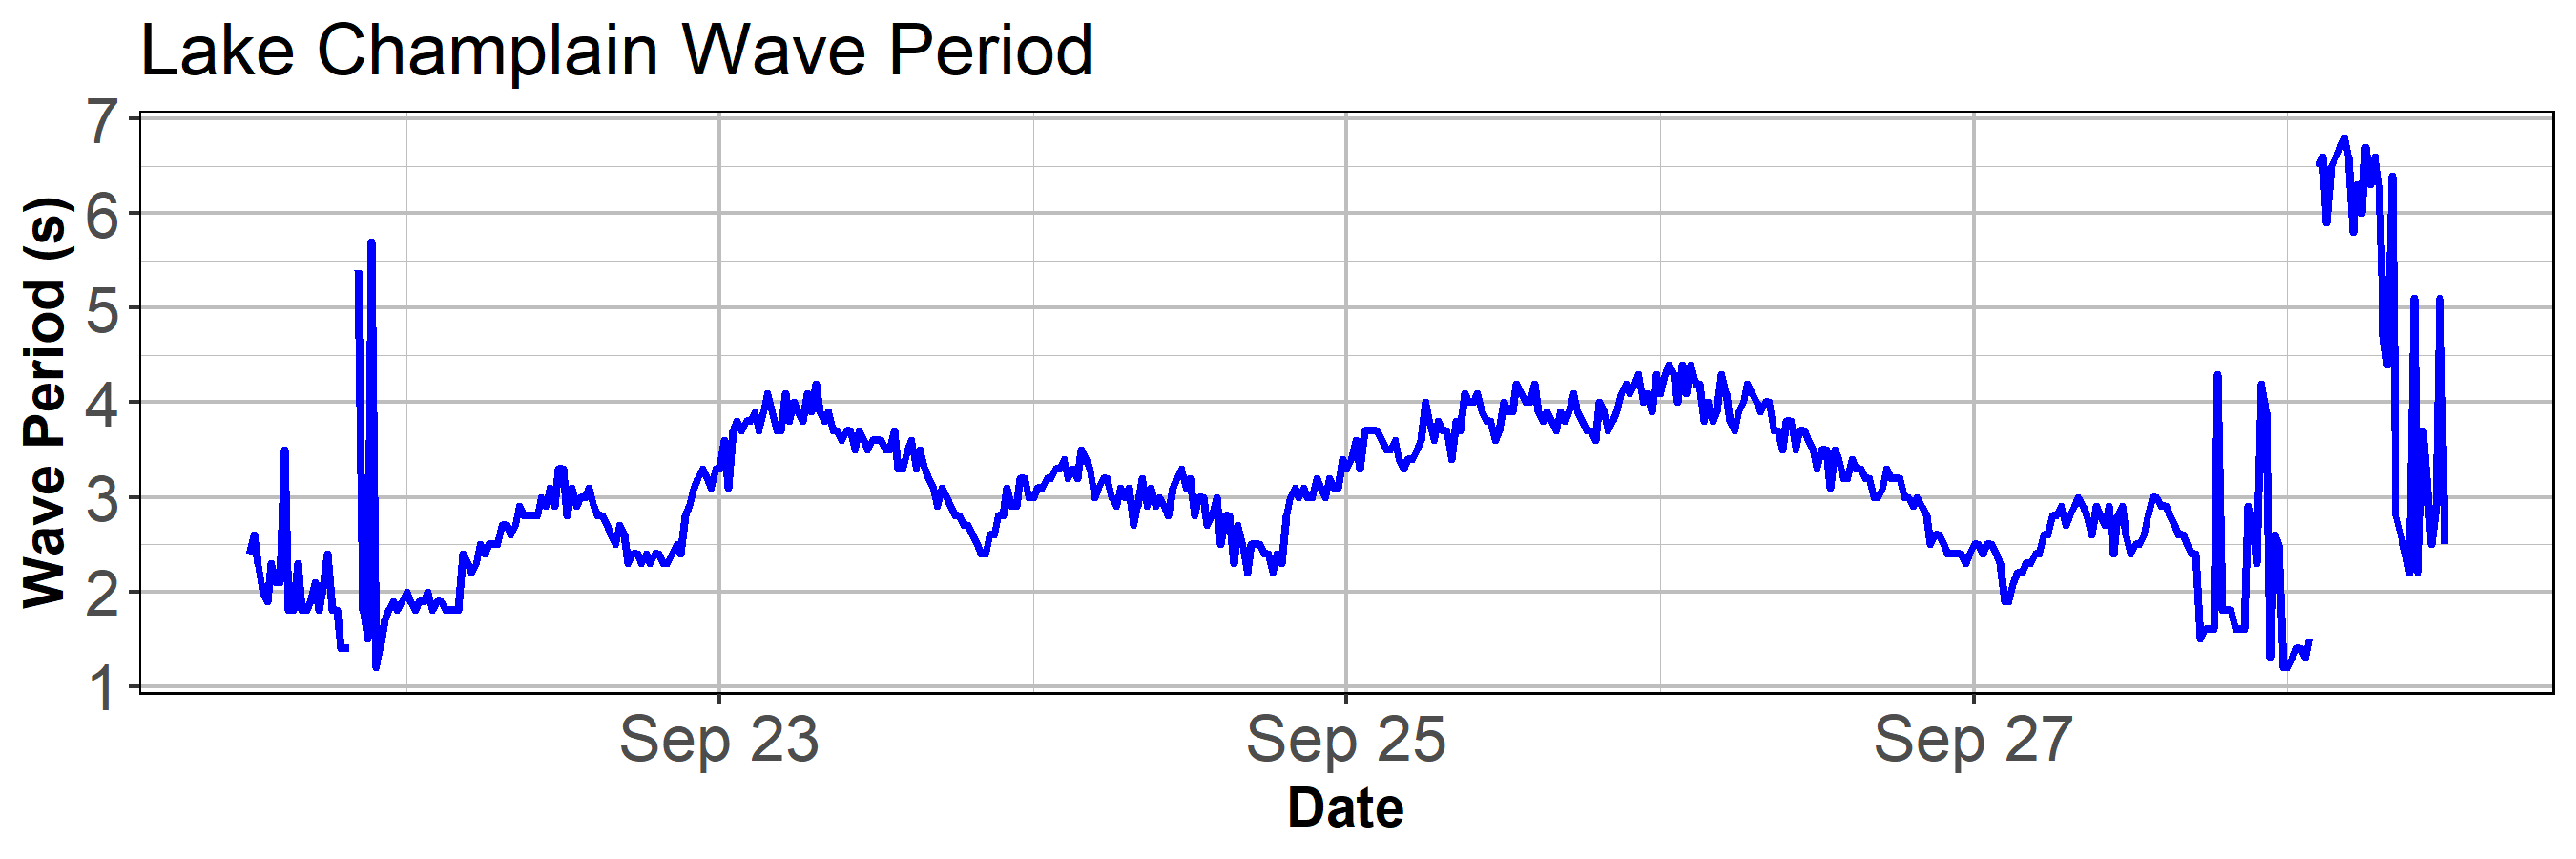 Lake Champlain Wave Period
Wave Period (s)
7
6
5
4
3
2
1
Sep 23
Sep 25
Sep 27
Date